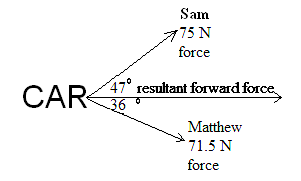 Sam
75 N
force
47° resultant forward force
CAR
36 °
Matthew
71.5 N
force